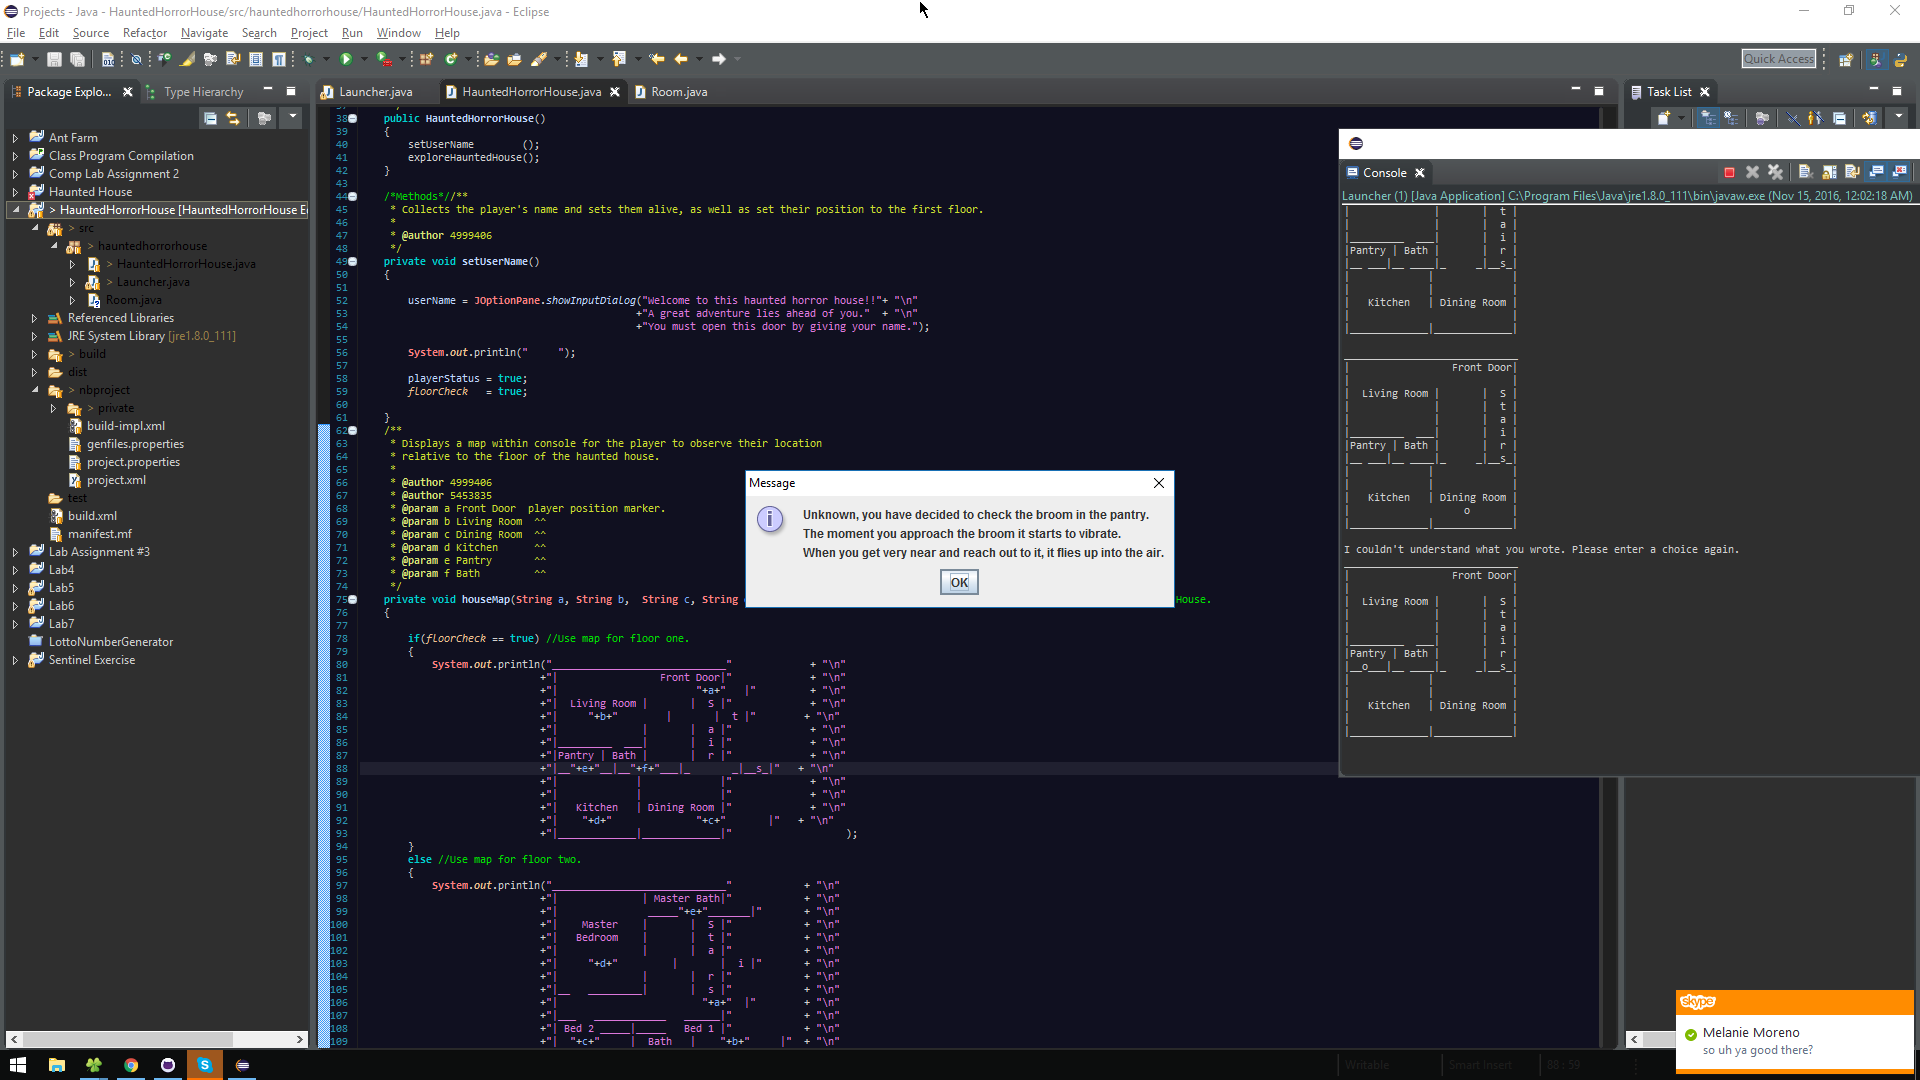 Projects - Java - HauntedHorrorHouse/src/hauntedhorrorhouse/HauntedHorrorHouse.java - Eclipse
File Edit Source Refactor Navigate Search Project Run Window Help
Quick Access
Package Explo... Type Hierarchy
Ant Farm
Class Program Compilation
Comp Lab Assignment 2
Haunted House
> HauntedHorrorHouse [HauntedHorrorHouse E
> src
> hauntedhorrorhouse
> HauntedHorrorHouse.java
> Launcher.java
Room.java
Referenced Libraries
JRE System Library [jre1.8.0_111]
> build
dist
> nbproject
> private
build-impl.xml
genfiles.properties
project.properties
project.xml
test
build.xml
manifest.mf
Lab Assignment #3
Lab4
Lab5
Lab6
Lab7
LottoNumberGenerator
Sentinel Exercise
Launcher.java HauntedHorrorHouse.java Room.java
38 public HauntedHorrorHouse()
39 {
40 setUserName        ();
41 exploreHauntedHouse();
42 }
43
44 /*Methods*//**
45 * Collects the player's name and sets them alive, as well as set their position to the first floor.
46 *
47 * @author 4999406
48 */
49 private void setUserName()
50 {
51
52 userName = JOptionPane.showInputDialog("Welcome to this haunted horror house!!"+ "\n"
53 +"A great adventure lies ahead of you."  + "\n"
54 +"You must open this door by giving your name.");
55
56 System.out.println("     ");
57
58 playerStatus = true;
59 floorCheck   = true;
60
61 }
62 /**
63 * Displays a map within console for the player to observe their location
64 * relative to the floor of the haunted house.
65 *
66 * @author 4999406
67 * @author 5453835
68 * @param a Front Door  player position marker.
69 * @param b Living Room  ^^
70 * @param c Dining Room  ^^
71 * @param d Kitchen      ^^
72 * @param e Pantry       ^^
73 * @param f Bath         ^^
74 */
75 private void houseMap(String a, String b,  String c, String House.
76 {
77
78 if(floorCheck == true) //Use map for floor one.
79 {
80 System.out.println("_____________________________" + "\n"
81 +"|                 Front Door|" + "\n"
82 +"|                       "+a+"    |" + "\n"
83 +"|  Living Room |       |  S |" + "\n"
84 +"|     "+b+"        |       |  t |" + "\n"
85 +"|              |       |  a |" + "\n"
86 +"|_________  ___|       |  i |" + "\n"
87 +"|Pantry | Bath |       |  r |" + "\n"
88 +"|__"+e+"__|__"+f+"___|_       _|__s_|" + "\n"
89 +"|             |             |" + "\n"
90 +"|             |             |" + "\n"
91 +"|   Kitchen   | Dining Room |" + "\n"
92 +"|    "+d+"               "+c+"        |" + "\n"
93 +"|_____________|_____________|" );
94 }
95 else //Use map for floor two.
96 {
97 System.out.println("_____________________________" + "\n"
98 +"|              | Master Bath|" + "\n"
99 +"|               _____"+e+"_______|" + "\n"
100 +"|    Master    |       |  S |" + "\n"
101 +"|   Bedroom    |       |  t |" + "\n"
102 +"|              |       |  a |" + "\n"
103 +"|     "+d+"         |       |  i |" + "\n"
104 +"|              |       |  r |" + "\n"
105 +"|__   _________|       |  s |" + "\n"
106 +"|                        "+a+"   |" + "\n"
107 +"|___   ____________   ______|" + "\n"
108 +"| Bed 2 _____|_____   Bed 1 |" + "\n"
109 +"|  "+c+"   |    Bath   |   "+b+"      |" + "\n"
Message
Unknown, you have decided to check the broom in the pantry.
The moment you approach the broom it starts to vibrate.
When you get very near and reach out to it, it flies up into the air.
OK
Task List
Console
Launcher (1) [Java Application] C:\Program Files\Java\jre1.8.0_111\bin\javaw.exe (Nov 15, 2016, 12:02:18 AM)
| | | t |
| | | a |
|_________  ___| | i |
|Pantry | Bath | | r |
|__ ___|__ ____|_     _|__s_|
| | |
| | |
| Kitchen | Dining Room |
| | |
|_____________|_____________|
_____________________________
| Front Door|
| |
| Living Room | | S |
| | | t |
| | | a |
|_________  ___| | i |
|Pantry | Bath | | r |
|__ ___|__ ____|_     _|__s_|
| | |
| | |
| Kitchen | Dining Room |
| o |
|_____________|_____________|
I couldn't understand what you wrote. Please enter a choice again.
_____________________________
| Front Door|
| |
| Living Room | | S |
| | | t |
| | | a |
|_________  ___| | i |
|Pantry | Bath | | r |
|__o___|__ ____|_     _|__s_|
| | |
| | |
| Kitchen | Dining Room |
| | |
|_____________|_____________|
skype
Melanie Moreno
so uh ya good there?
Writable Smart Insert 88 : 59